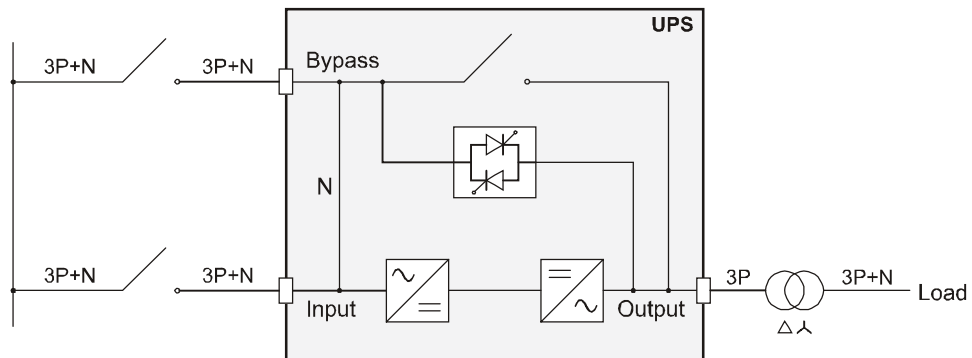 UPS
3P+N
3P+N
Bypass
N
3P+N
3P+N
Input
Output
3P
3P+N
Load